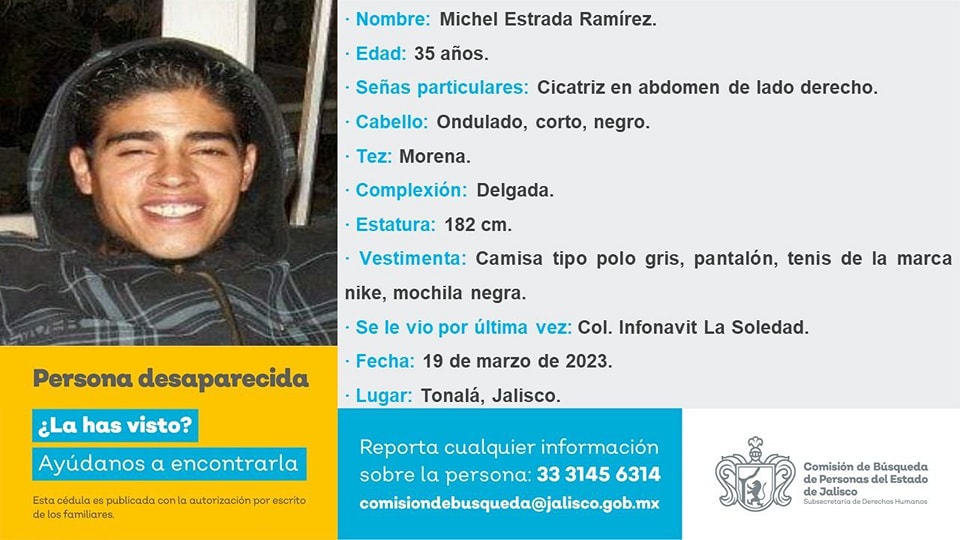 · Nombre: Michel Estrada Ramírez.
· Edad: 35 años.
· Señas particulares: Cicatriz en abdomen de lado derecho.
· Cabello: Ondulado, corto, negro.
· Tez: Morena.
· Complexión: Delgada.
· Estatura: 182 cm.
· Vestimenta: Camisa tipo polo gris, pantalón, tenis de la marca
nike, mochila negra.
· Se le vio por última vez: Col. Infonavit La Soledad.
· Fecha: 19 de marzo de 2023.
· Lugar: Tonalá, Jalisco.
Persona desaparecida
¿La has visto?
Ayúdanos a encontrarla
Esta cédula es publicada con la autorización por escrito
de los familiares.
Reporta cualquier información
sobre la persona: 33 3145 6314
comisiondebusqueda@jalisco.gob.mx
Comisión de Búsqueda
de Personas del Estado
de Jalisco
Subsecretaría de Derechos Humanos